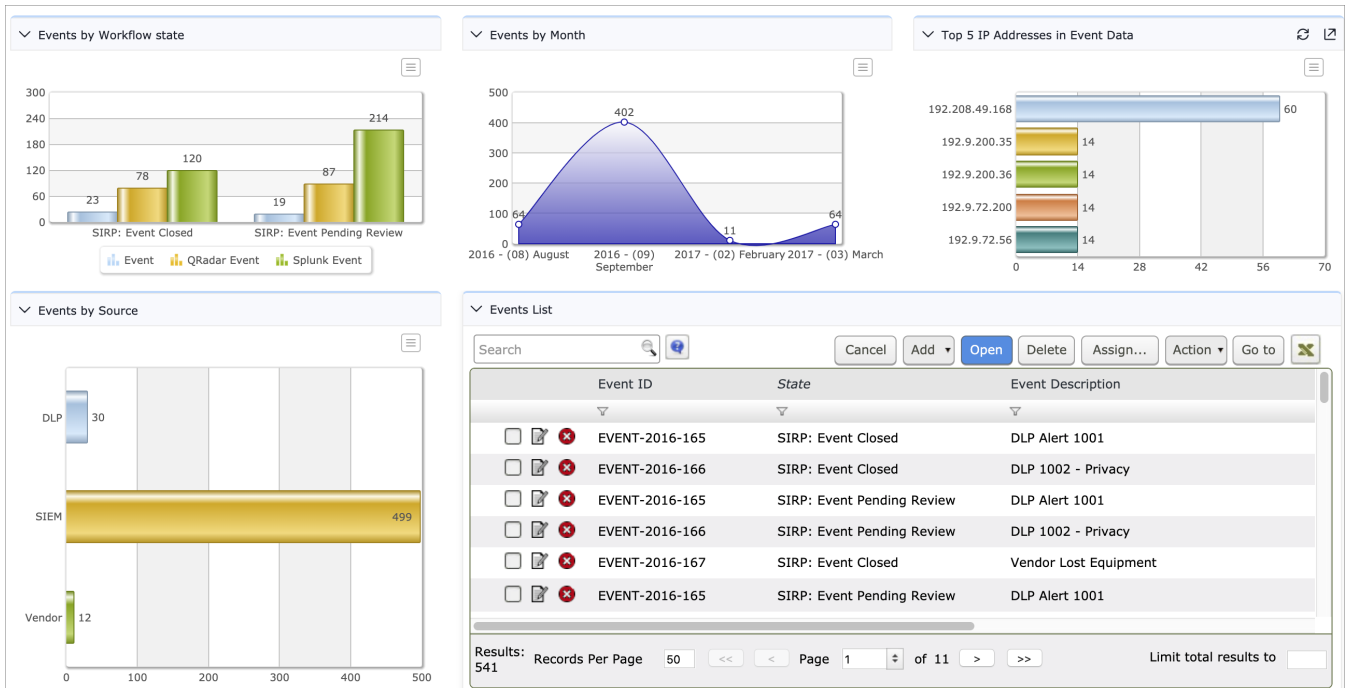 Events by Workflow state
300
240
180
120
60
0
23
78
120
19
87
214
SIRP: Event Closed
SIRP: Event Pending Review
Event
QRadar Event
Splunk Event
Events by Month
500
400
300
200
100
0
64
402
11
64
2016 - (08) August
2016 - (09)
September
2017 - (02) February
2017 - (03) March
Top 5 IP Addresses in Event Data
192.208.49.168
60
192.9.200.35
14
192.9.200.36
14
192.9.72.200
14
192.9.72.56
14
0
14
28
42
56
70
Events by Source
DLP
30
SIEM
499
Vendor
12
0
100
200
300
400
500
Events List
Search
?
Cancel
Add
Open
Delete
Assign...
Action
Go to
Event ID State Event Description
EVENT-2016-165 SIRP: Event Closed DLP Alert 1001
EVENT-2016-166 SIRP: Event Closed DLP 1002 - Privacy
EVENT-2016-165 SIRP: Event Pending Review DLP Alert 1001
EVENT-2016-166 SIRP: Event Pending Review DLP 1002 - Privacy
EVENT-2016-167 SIRP: Event Closed Vendor Lost Equipment
EVENT-2016-165 SIRP: Event Pending Review DLP Alert 1001
Results:
541
Records Per Page 50 << < Page 1 of 11 > >> Limit total results to